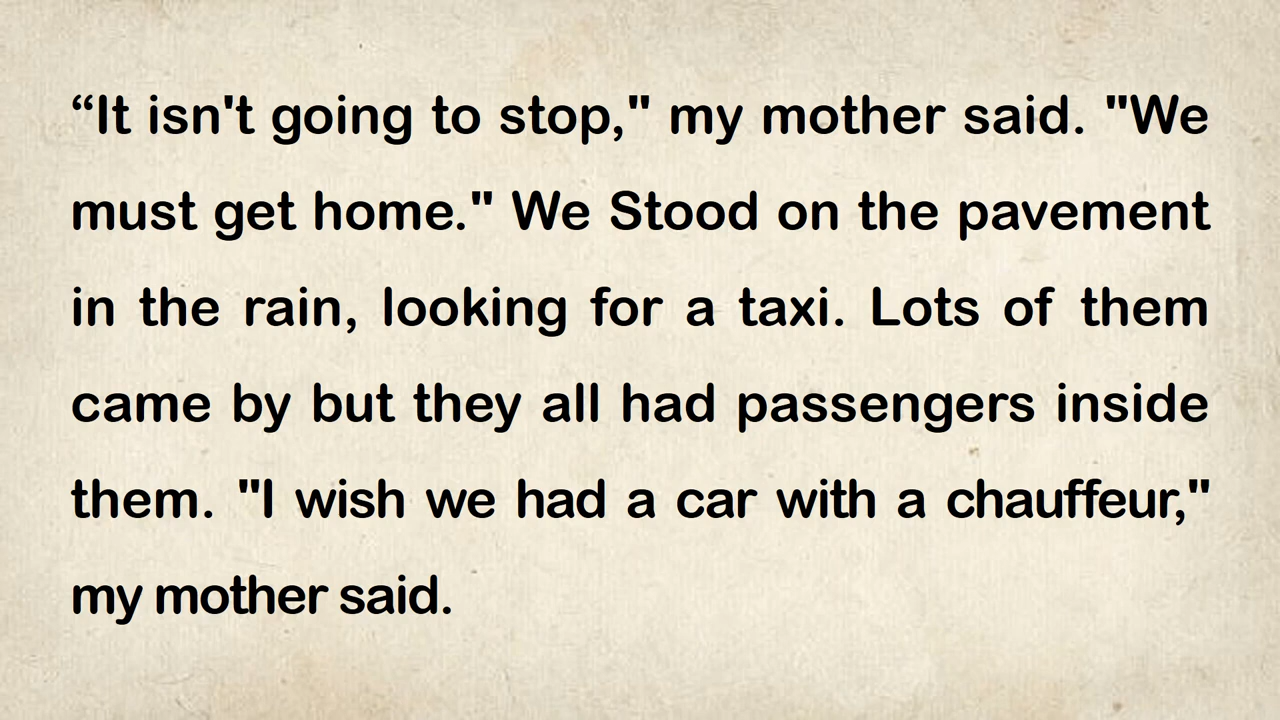 “It isn't going to stop," my mother said. "We
must get home." We Stood on the pavement
in the rain, looking for a taxi. Lots of them
came by but they all had passengers inside
them. "I wish we had a car with a chauffeur,"
my mother said.